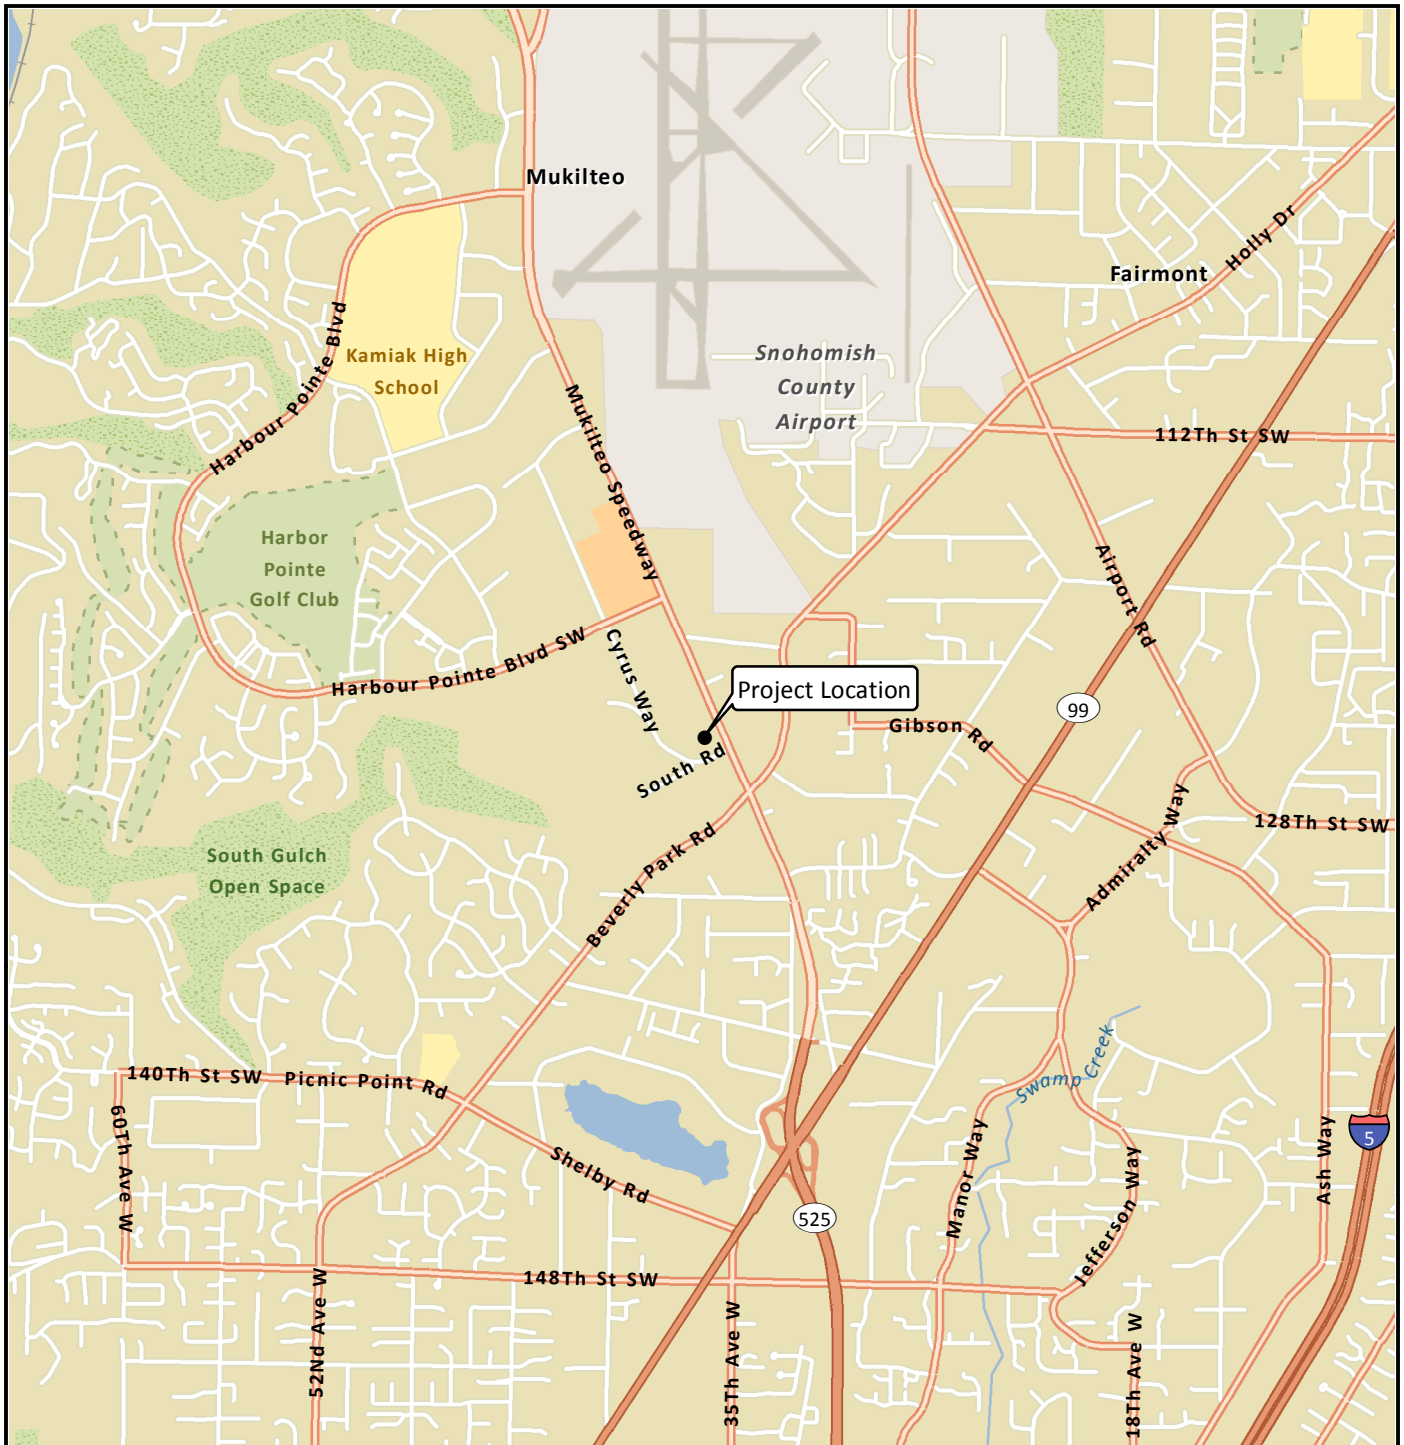 Mukilteo
Holly Dr
Fairmont
Harbour Pointe Blvd
Kamiak High
School
Snohomish
County
Airport
Mukilteo Speedway
112Th St SW
Harbor
Pointe
Golf Club
Airport Rd
Harbour Pointe Blvd SW
Cyrus Way
Project Location
99
Gibson Rd
South Rd
Admiralty Way
128Th St SW
South Gulch
Open Space
Beverly Park Rd
Swamp Creek
140Th St SW
Picnic Point Rd
60Th Ave W
Shelby Rd
Manor Way
Jefferson Way
Ash Way
5
525
148Th St SW
52Nd Ave W
35Th Ave W
18Th Ave W